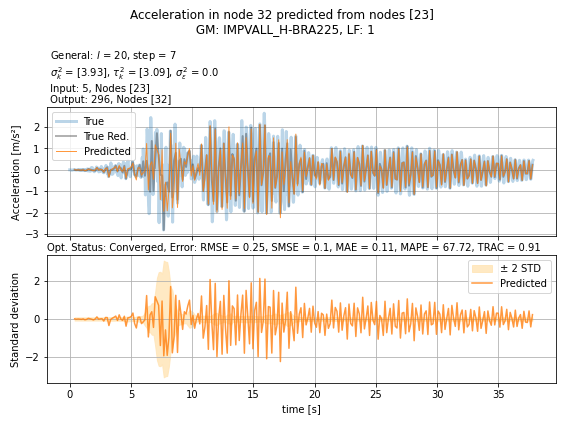 Acceleration in node 32 predicted from nodes [23]
GM: IMPVALL_H-BRA225, LF: 1
General: l = 20, step = 7
σ²ₖ = [3.93], τ²ₖ = [3.09], σ²ε = 0.0
Input: 5, Nodes [23]
Output: 296, Nodes [32]
True
True Red.
Predicted
Acceleration [m/s²]
2
1
0
−1
−2
−3
Opt. Status: Converged, Error: RMSE = 0.25, SMSE = 0.1, MAE = 0.11, MAPE = 67.72, TRAC = 0.91
± 2 STD
Predicted
Standard deviation
2
0
−2
0 5 10 15 20 25 30 35
time [s]